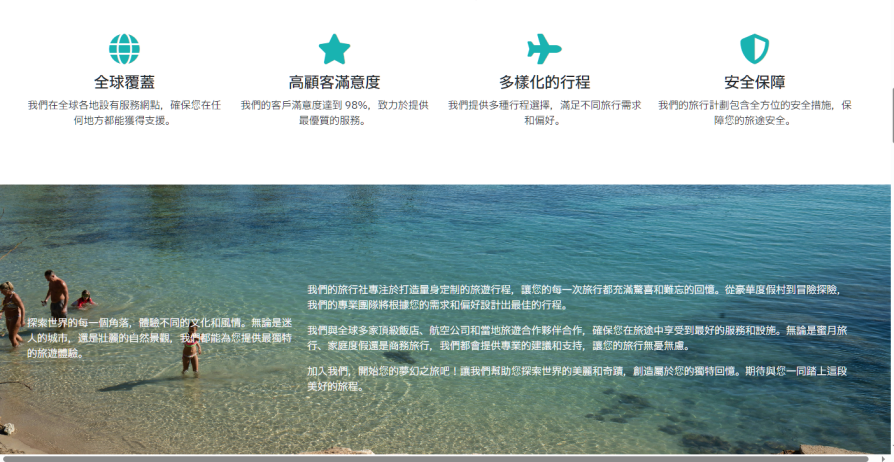 全球覆蓋
我們在全球各地設有服務網點，確保您在任
何地方都能獲得支援。
高顧客滿意度
我們的客戶滿意度達到 98%，致力於提供
最優質的服務。
多樣化的行程
我們提供多種行程選擇，滿足不同旅行需求
和偏好。
安全保障
我們的旅行計劃包含全方位的安全措施，保
障您的旅途安全。
探索世界的每一個角落，體驗不同的文化和風情。無論是迷
人的城市，還是壯麗的自然景觀，我們都能為您提供最獨特
的旅遊體驗。
我們的旅行社專注於打造量身定制的旅遊行程，讓您的每一次旅行都充滿驚喜和難忘的回憶。從豪華度假村到冒險探險，
我們的專業團隊將根據您的需求和偏好設計出最佳的行程。
我們與全球多家頂級飯店、航空公司和當地旅遊合作夥伴合作，確保您在旅途中享受到最好的服務和設施。無論是蜜月旅
行、家庭度假還是商務旅行，我們都會提供專業的建議和支持，讓您的旅行無憂無慮。
加入我們，開始您的夢幻之旅吧！讓我們幫助您探索世界的美麗和奇蹟，創造屬於您的獨特回憶。期待與您一同踏上這段
美好的旅程。